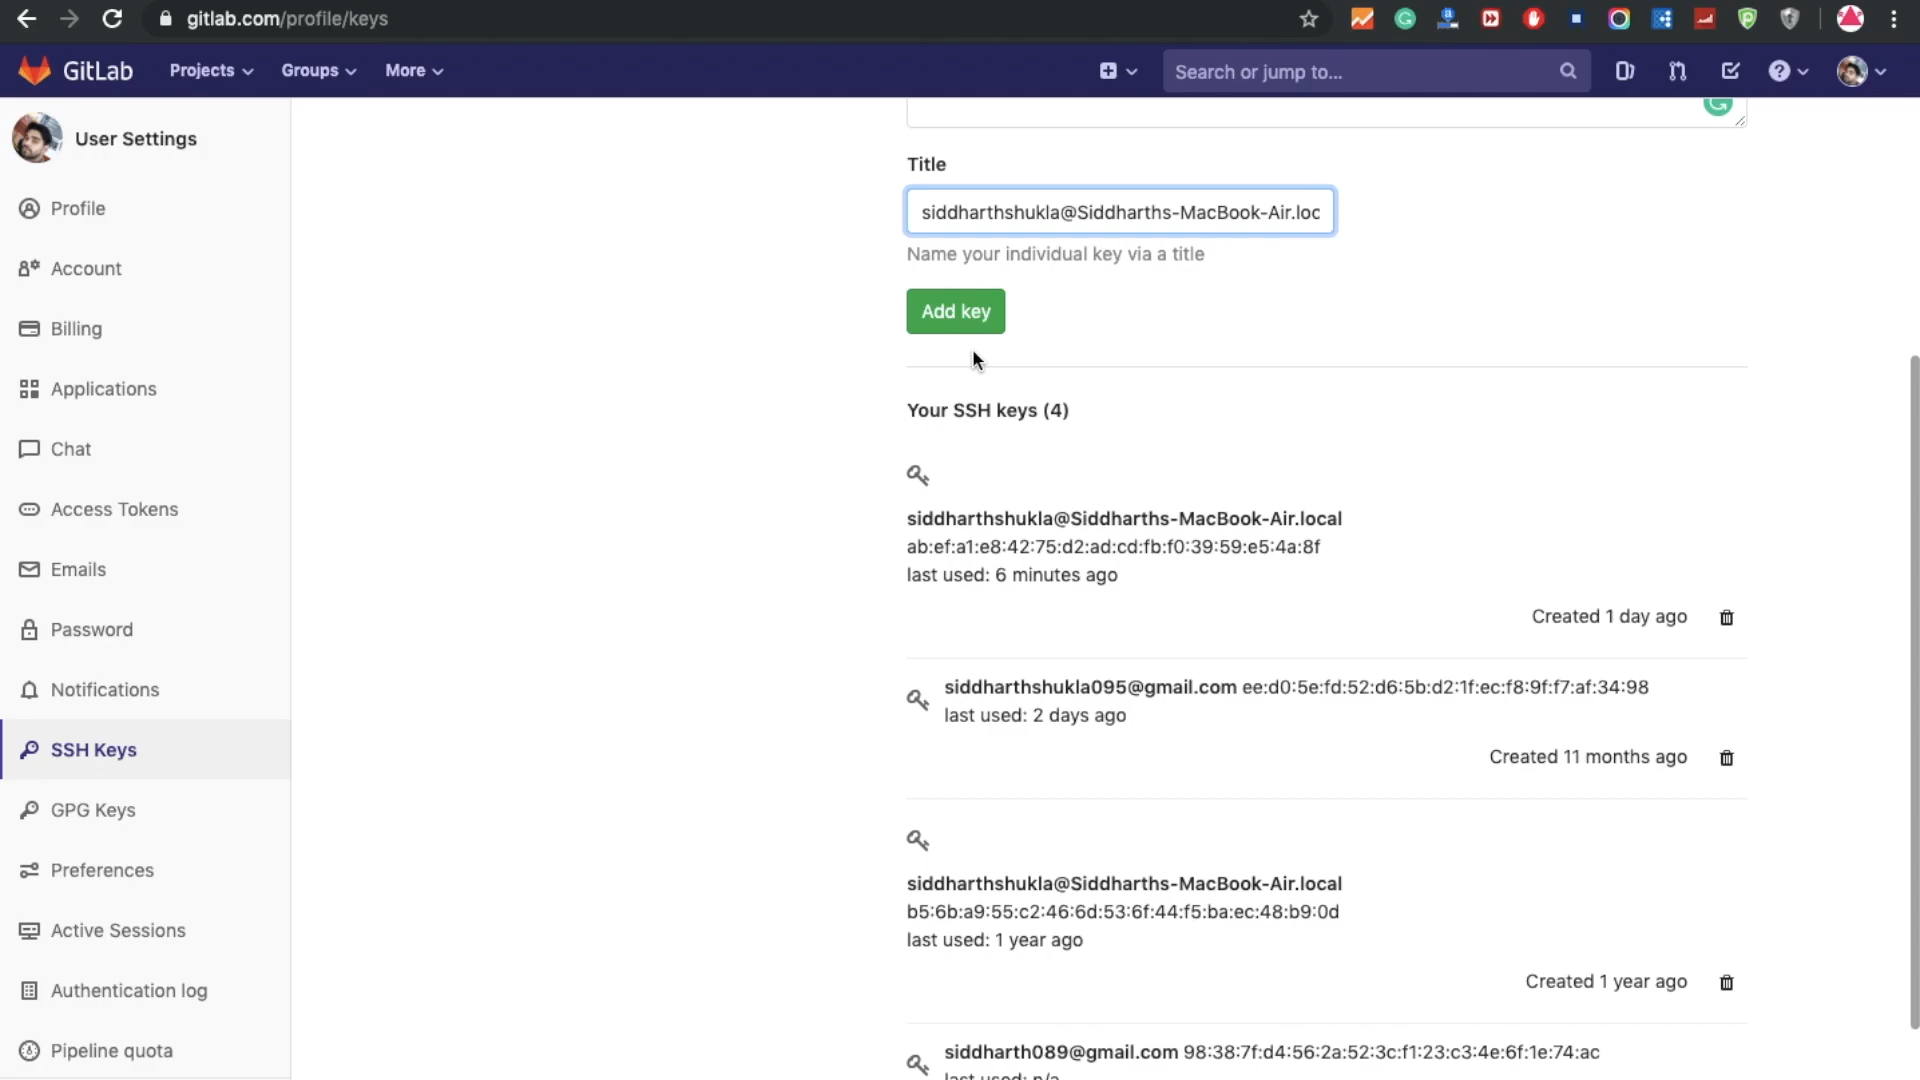 gitlab.com/profile/keys
GitLab
Projects
Groups
More
Search or jump to...
User Settings
Profile
Account
Billing
Applications
Chat
Access Tokens
Emails
Password
Notifications
SSH Keys
GPG Keys
Preferences
Active Sessions
Authentication log
Pipeline quota
Title
siddharthshukla@Siddharths-MacBook-Air.loc
Name your individual key via a title
Add key
Your SSH keys (4)
siddharthshukla@Siddharths-MacBook-Air.local
ab:ef:a1:e8:42:75:d2:ad:cd:fb:f0:39:59:e5:4a:8f
last used: 6 minutes ago
Created 1 day ago
siddharthshukla095@gmail.com ee:d0:5e:fd:52:d6:5b:d2:1f:ec:f8:9f:f7:af:34:98
last used: 2 days ago
Created 11 months ago
siddharthshukla@Siddharths-MacBook-Air.local
b5:6b:a9:55:c2:46:6d:53:6f:44:f5:ba:ec:48:b9:0d
last used: 1 year ago
Created 1 year ago
siddharth089@gmail.com 98:38:7f:d4:56:2a:52:3c:f1:23:c3:4e:6f:1e:74:ac
last used: n/a